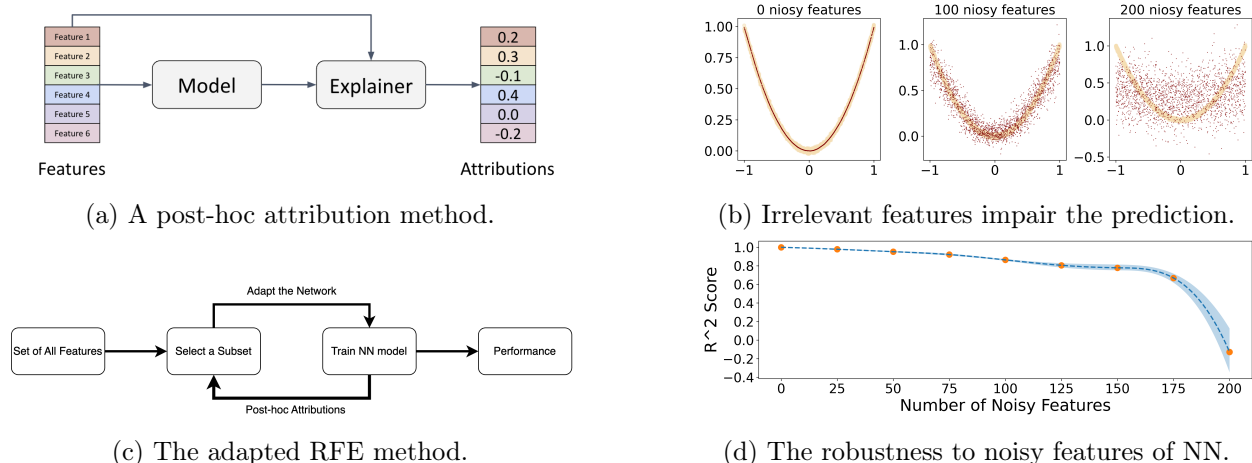 Feature 1
Feature 2
Feature 3
Feature 4
Feature 5
Feature 6
Features
Model
Explainer
0.2
0.3
-0.1
0.4
0.0
-0.2
Attributions
(a) A post-hoc attribution method.
0 niosy features
100 niosy features
200 niosy features
1.00
0.75
0.50
0.25
0.00
−1
0
1
1.0
0.5
0.0
−1
0
1
1.0
0.5
0.0
−0.5
−1
0
1
(b) Irrelevant features impair the prediction.
Set of All Features
Select a Subset
Adapt the Network
Train NN model
Post-hoc Attributions
Performance
(c) The adapted RFE method.
R^2 Score
1.0
0.8
0.6
0.4
0.2
0.0
−0.2
−0.4
0
25
50
75
100
125
150
175
200
Number of Noisy Features
(d) The robustness to noisy features of NN.